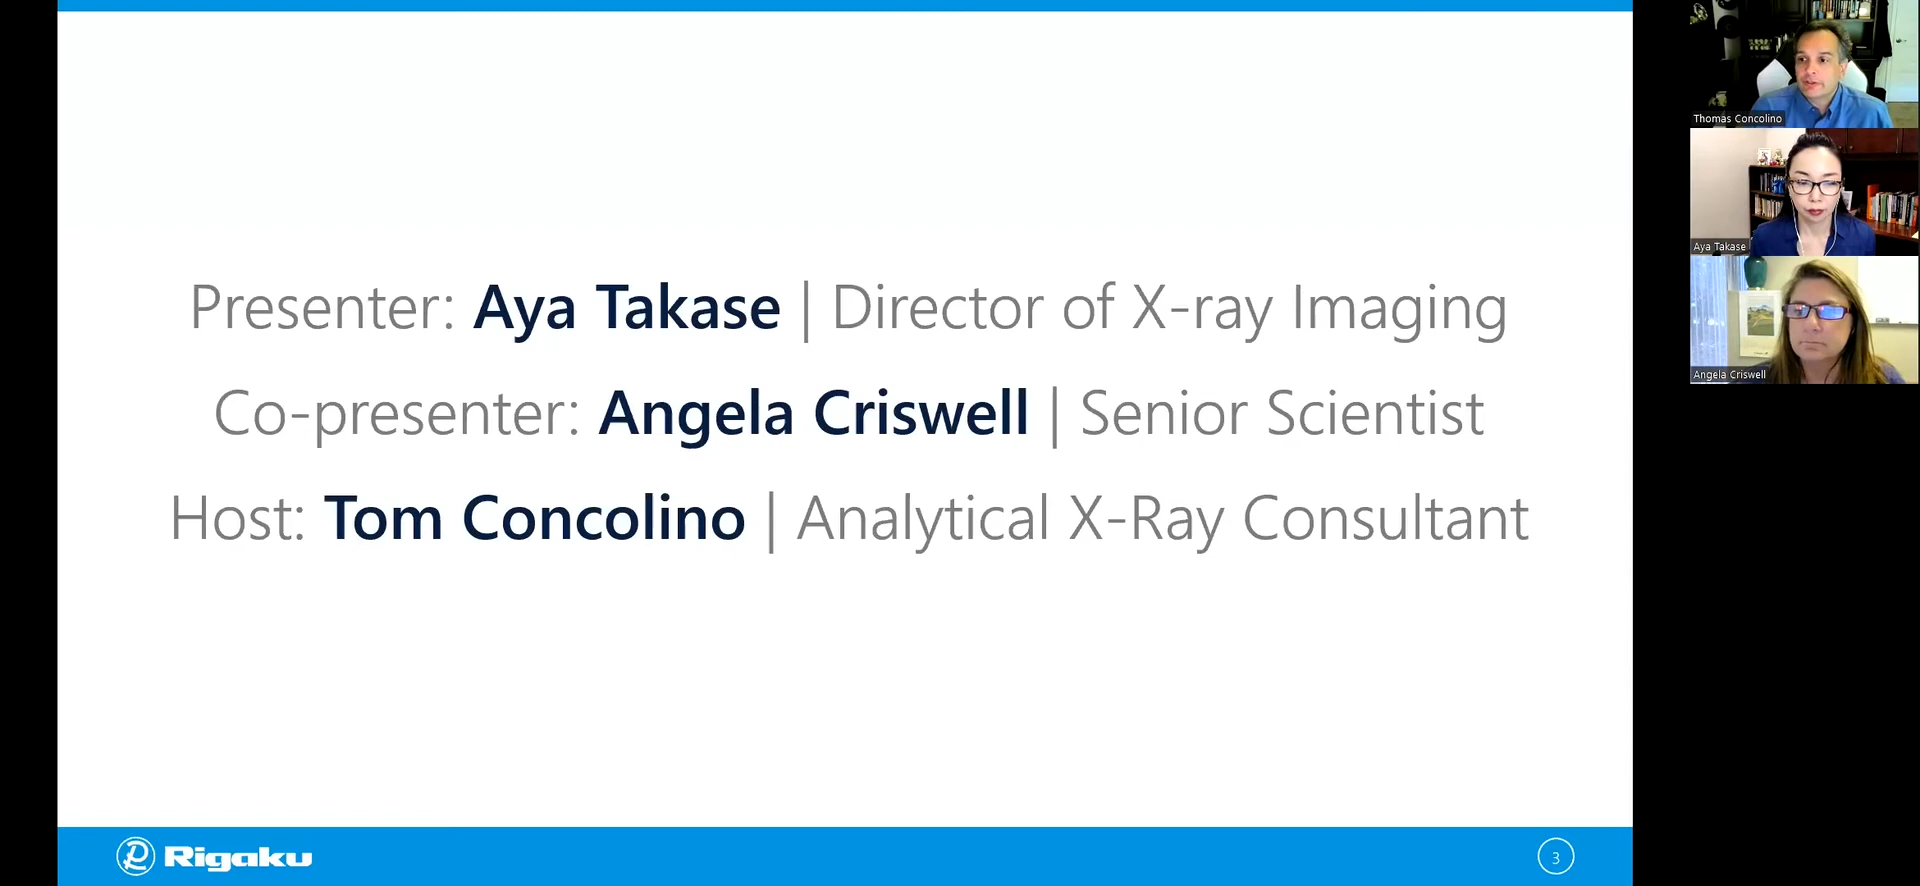 Presenter: Aya Takase | Director of X-ray Imaging
Co-presenter: Angela Criswell | Senior Scientist
Host: Tom Concolino | Analytical X-Ray Consultant
Rigaku
3
Thomas Concolino
Aya Takase
Angela Criswell